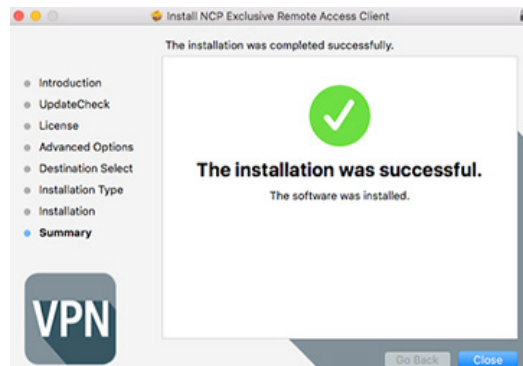 Install NCP Exclusive Remote Access Client
The installation was completed successfully.
Introduction
UpdateCheck
License
Advanced Options
Destination Select
Installation Type
Installation
Summary
The installation was successful.
The software was installed.
VPN
Go Back
Close